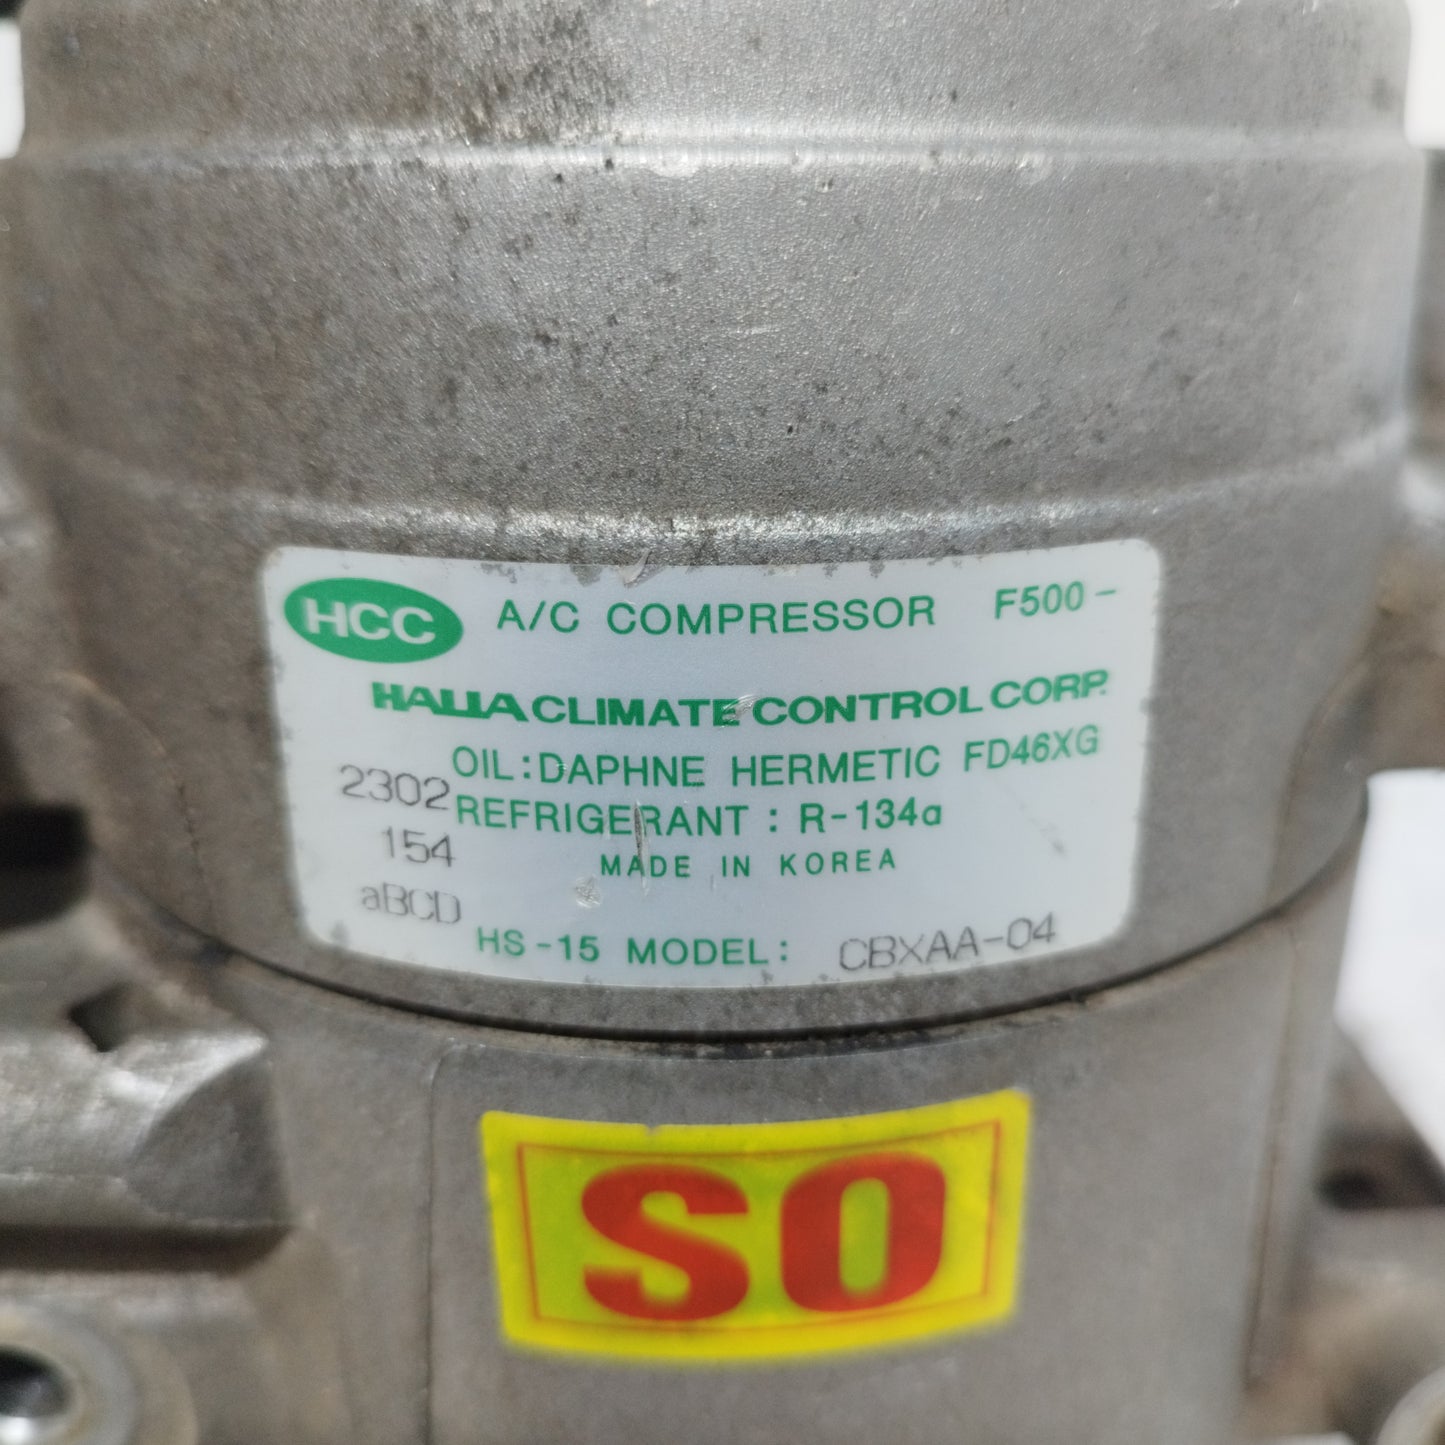 HCC A/C COMPRESSOR F500-
HALLA CLIMATE CONTROL CORP.
OIL:DAPHNE HERMETIC FD46XG
2302
REFRIGERANT : R-134a
154
MADE IN KOREA
aBCD
HS-15 MODEL: CBXAA-04
SO